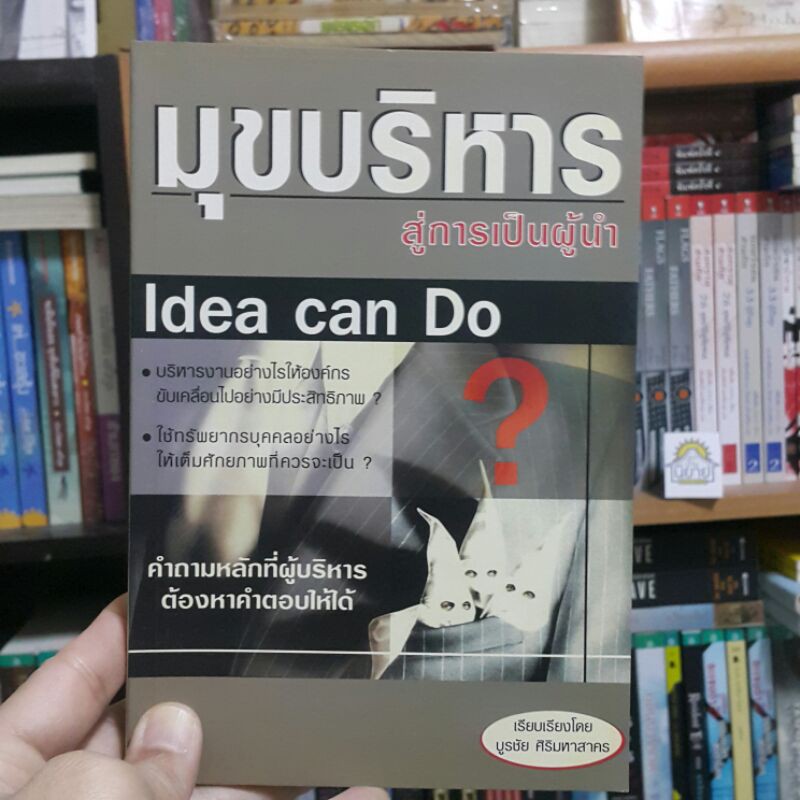 มุขบริหาร
สู่การเป็นผู้นำ
Idea can Do
• บริหารงานอย่างไรให้องค์กร
ขับเคลื่อนไปอย่างมีประสิทธิภาพ ?
• ใช้ทรัพยากรบุคคลอย่างไร
ให้เต็มศักยภาพที่ควรจะเป็น ?
?
คำถามหลักที่ผู้บริหาร
ต้องหาคำตอบให้ได้
เรียบเรียงโดย
บูรชัย ศิริมหาสาคร